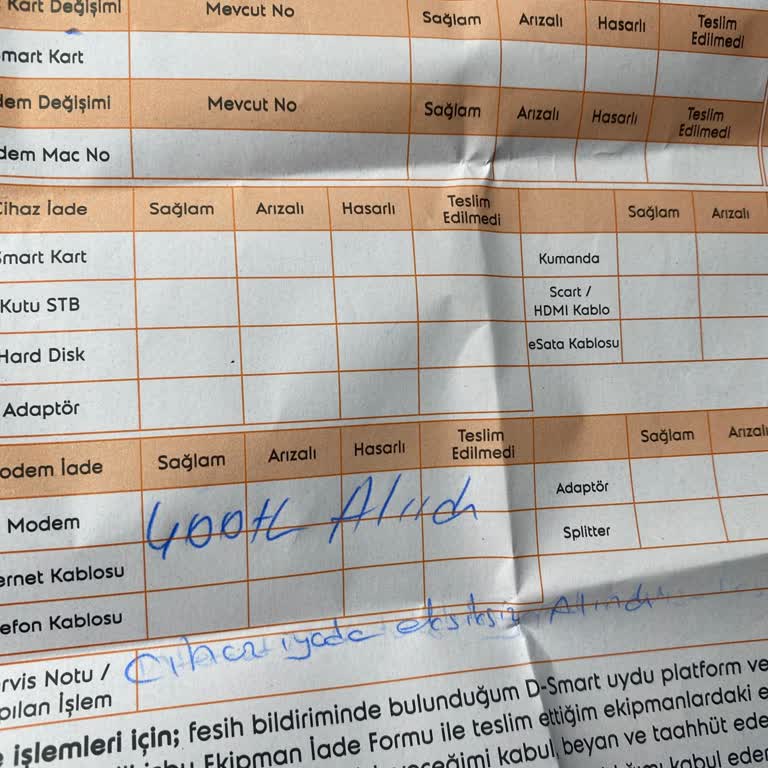 Kart Değişimi Mevcut No Sağlam Arızalı Hasarlı Teslim Edilmedi
mart Kart
dem Değişimi Mevcut No Sağlam Arızalı Hasarlı Teslim Edilmedi
dem Mac No
Cihaz İade Sağlam Arızalı Hasarlı Teslim Edilmedi Sağlam Arızalı
Smart Kart Kumanda
Kutu STB Scart / HDMI Kablo
Hard Disk eSata Kablosu
Adaptör
odem İade Sağlam Arızalı Hasarlı Teslim Edilmedi Sağlam Arızalı
Modem 400tL Alındı Adaptör
ernet Kablosu Splitter
efon Kablosu
rvis Notu / Cihaz iyade eksiksiz Alındı
pılan İşlem
işlemleri için; fesih bildiriminde bulunduğum D-Smart uydu platform ve
Ekipman İade Formu ile teslim ettiğim ekipmanlardaki e
ceğimi kabul, beyan ve taahhüt ede
kabul eder